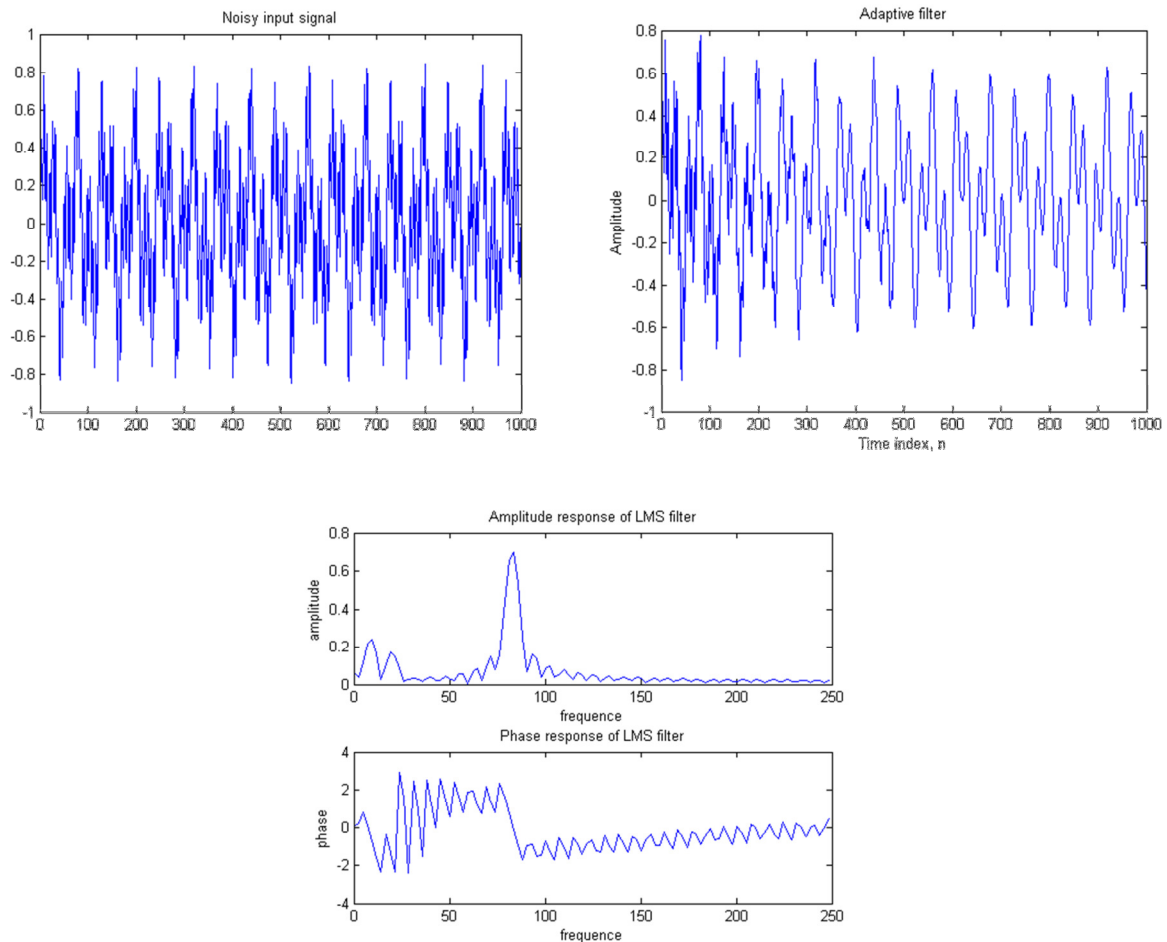 Noisy input signal
1
0.8
0.6
0.4
0.2
0
-0.2
-0.4
-0.6
-0.8
-1
0 100 200 300 400 500 600 700 800 900 1000
Adaptive filter
0.8
0.6
0.4
0.2
0
-0.2
0.4
0.6
-0.8
-1
Amplitude
0 100 200 300 400 500 600 700 800 900 1000
Time index, n
Amplitude response of LMS filter
0.8
0.6
0.4
0.2
0
amplitude
0 50 100 150 200 250
frequence
Phase response of LMS filter
4
2
0
-2
-4
phase
0 50 100 150 200 250
frequence